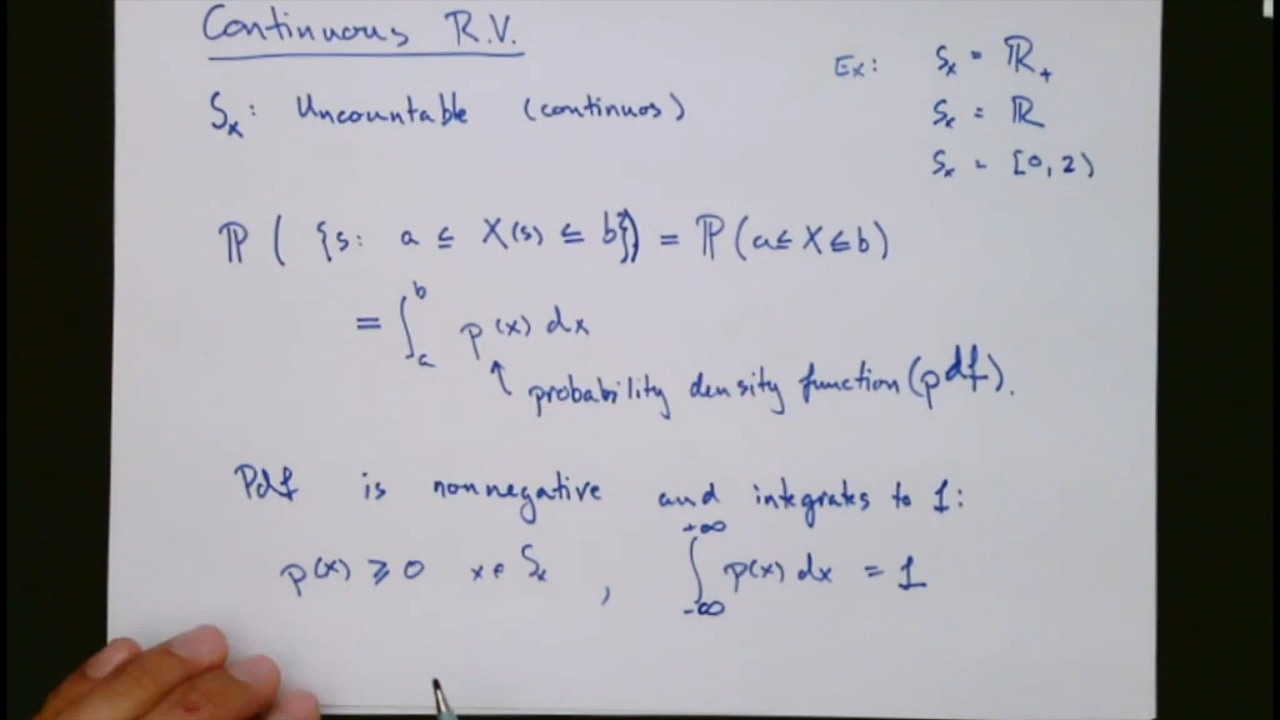 Continuous R.V.
Sₓ: Uncountable (continuos)
Ex: Sₓ = ℝ₊
Sₓ = ℝ
Sₓ = [0, 2)
ℙ ( {s: a ≤ X(s) ≤ b}) = ℙ (a ≤ X ≤ b)
= ∫ₐᵇ p(x) dx
↑ probability density function (pdf).
Pdf is nonnegative and integrates to 1:
p(x) ≥ 0 x ∈ Sₓ , ∫₋∞⁺∞ p(x) dx = 1